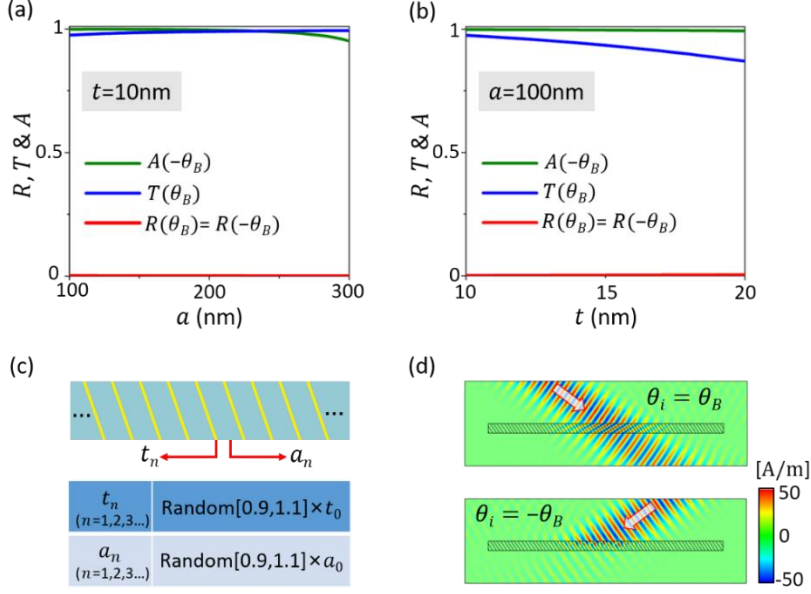 (a)
R, T & A
1
0.5
0
t=10nm
A(-θ_B)
T(θ_B)
R(θ_B)= R(-θ_B)
100
200
300
a (nm)
(b)
R, T & A
1
0.5
0
a=100nm
A(-θ_B)
T(θ_B)
R(θ_B)= R(-θ_B)
10
15
20
t (nm)
(c)
... ...
t_n a_n
t_n
(n=1,2,3...)
Random[0.9,1.1]×t_0
a_n
(n=1,2,3...)
Random[0.9,1.1]×a_0
(d)
θ_i = θ_B
θ_i = -θ_B
[A/m]
50
0
-50